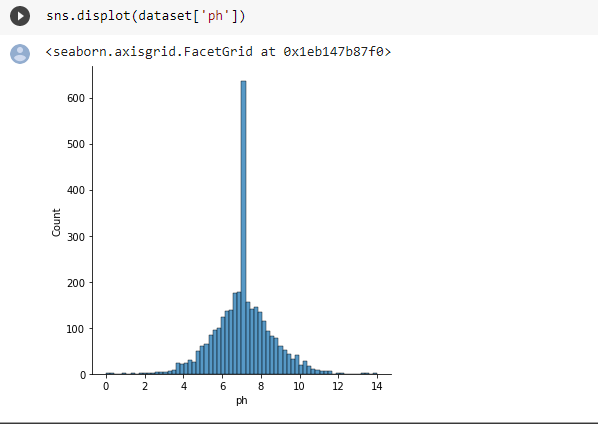 sns.displot(dataset['ph'])
<seaborn.axisgrid.FacetGrid at 0x1eb147b87f0>
600
500
400
300
200
100
0
Count
0 2 4 6 8 10 12 14
ph